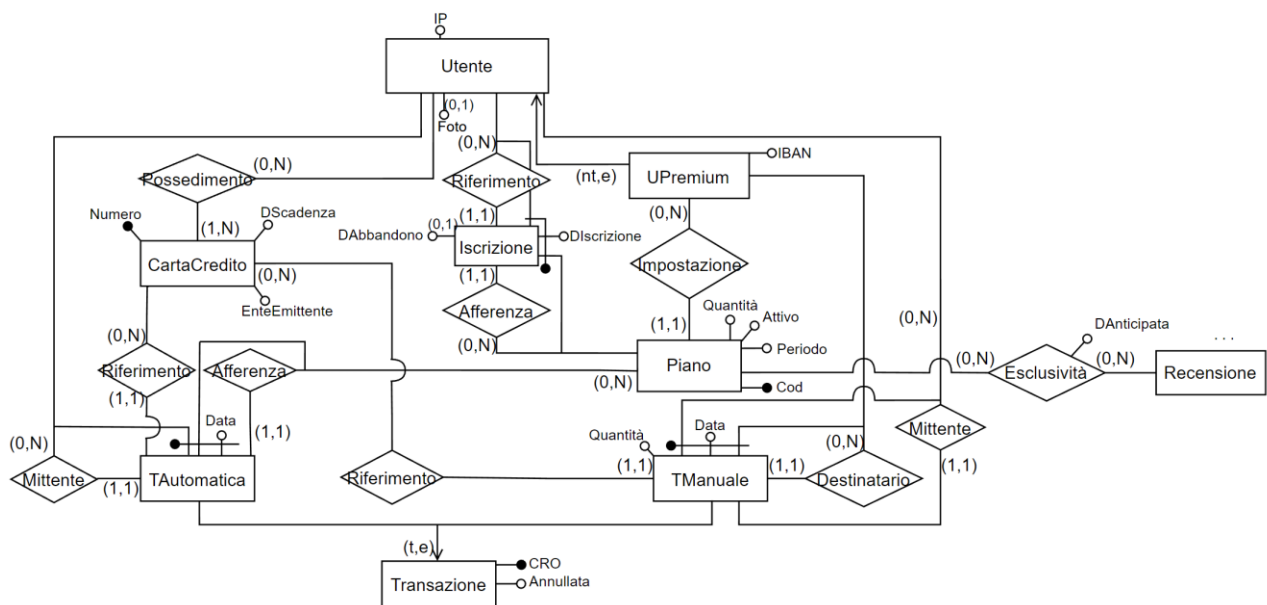 IP
Utente
(0,1)
Foto
(0,N)
Possedimento
(0,N)
Riferimento
(nt,e)
UPremium
IBAN
Numero
DScadenza
(1,N)
CartaCredito
(0,N)
EnteEmittente
(1,1)
DAbbandono
(0,1)
Iscrizione
DIscrizione
(1,1)
Afferenza
(0,N)
(0,N)
Impostazione
(1,1)
Quantità
Attivo
Periodo
Piano
(0,N)
Cod
(0,N)
DAnticipata
(0,N)
Esclusività
(0,N)
. . .
Recensione
(0,N)
Riferimento
(1,1)
Afferenza
(1,1)
Data
(0,N)
Mittente
(1,1)
TAutomatica
Riferimento
Quantità
Data
(1,1)
TManuale
(1,1)
(0,N)
Destinatario
Mittente
(1,1)
(t,e)
Transazione
CRO
Annullata